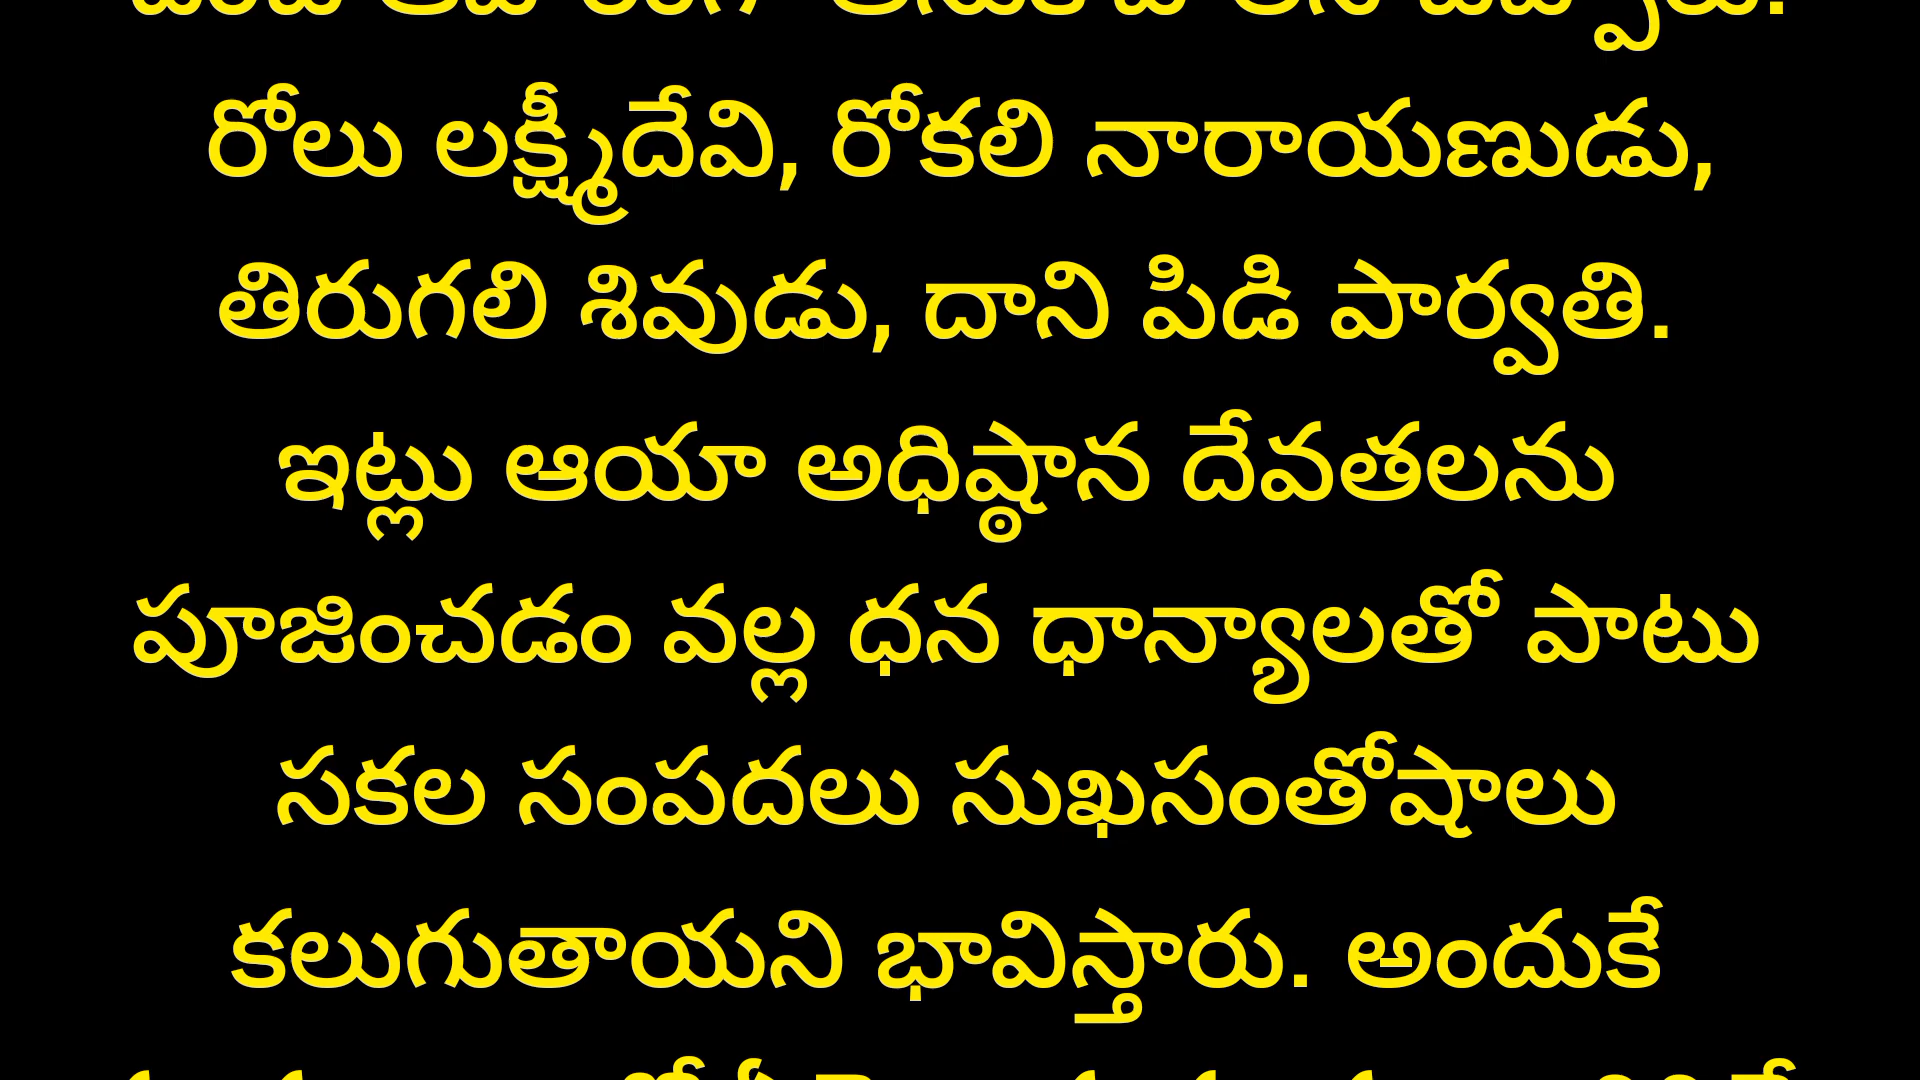 రోలు లక్ష్మీదేవి, రోకలి నారాయణుడు,
తిరుగలి శివుడు, దాని పిడి పార్వతి.
ఇట్లు ఆయా అధిష్ఠాన దేవతలను
పూజించడం వల్ల ధన ధాన్యాలతో పాటు
సకల సంపదలు సుఖసంతోషాలు
కలుగుతాయని భావిస్తారు. అందుకే